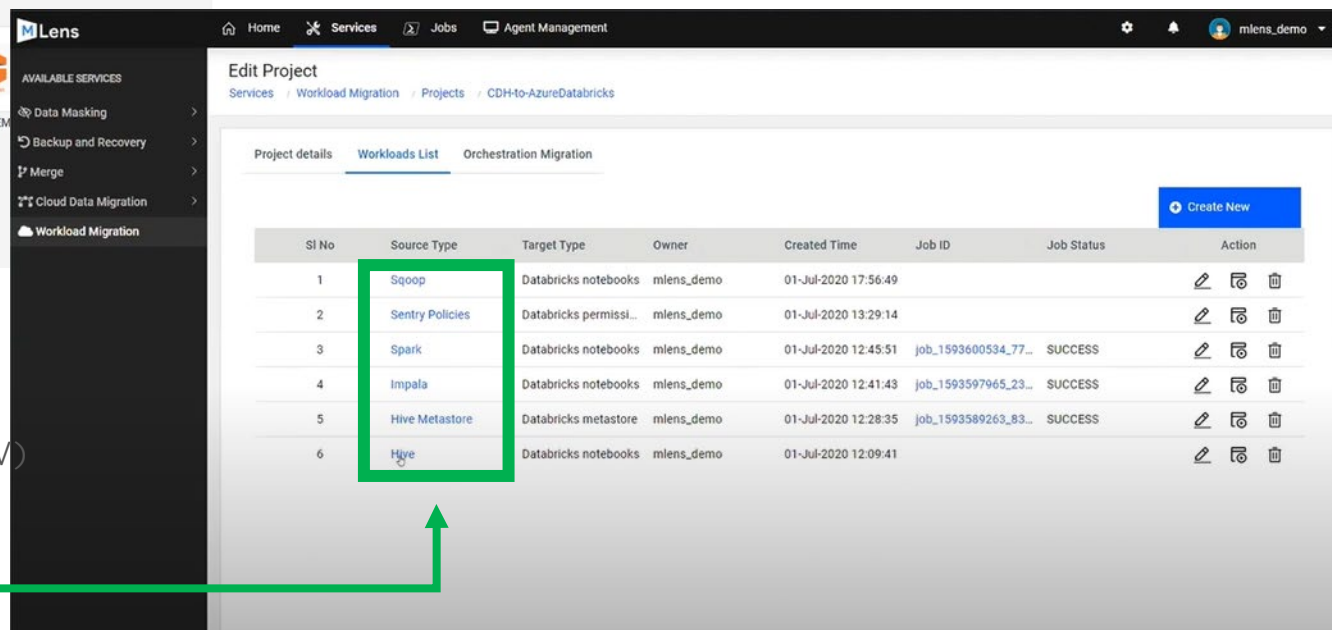 MLens
Home Services Jobs Agent Management mlens_demo
AVAILABLE SERVICES
Data Masking
Backup and Recovery
Merge
Cloud Data Migration
Workload Migration
Edit Project
Services / Workload Migration / Projects / CDH-to-AzureDatabricks
Project details Workloads List Orchestration Migration
Create New
Sl No Source Type Target Type Owner Created Time Job ID Job Status Action
1 Sqoop Databricks notebooks mlens_demo 01-Jul-2020 17:56:49
2 Sentry Policies Databricks permissi... mlens_demo 01-Jul-2020 13:29:14
3 Spark Databricks notebooks mlens_demo 01-Jul-2020 12:45:51 job_1593600534_77... SUCCESS
4 Impala Databricks notebooks mlens_demo 01-Jul-2020 12:41:43 job_1593597965_23... SUCCESS
5 Hive Metastore Databricks metastore mlens_demo 01-Jul-2020 12:28:35 job_1593589263_83... SUCCESS
6 Hive Databricks notebooks mlens_demo 01-Jul-2020 12:09:41